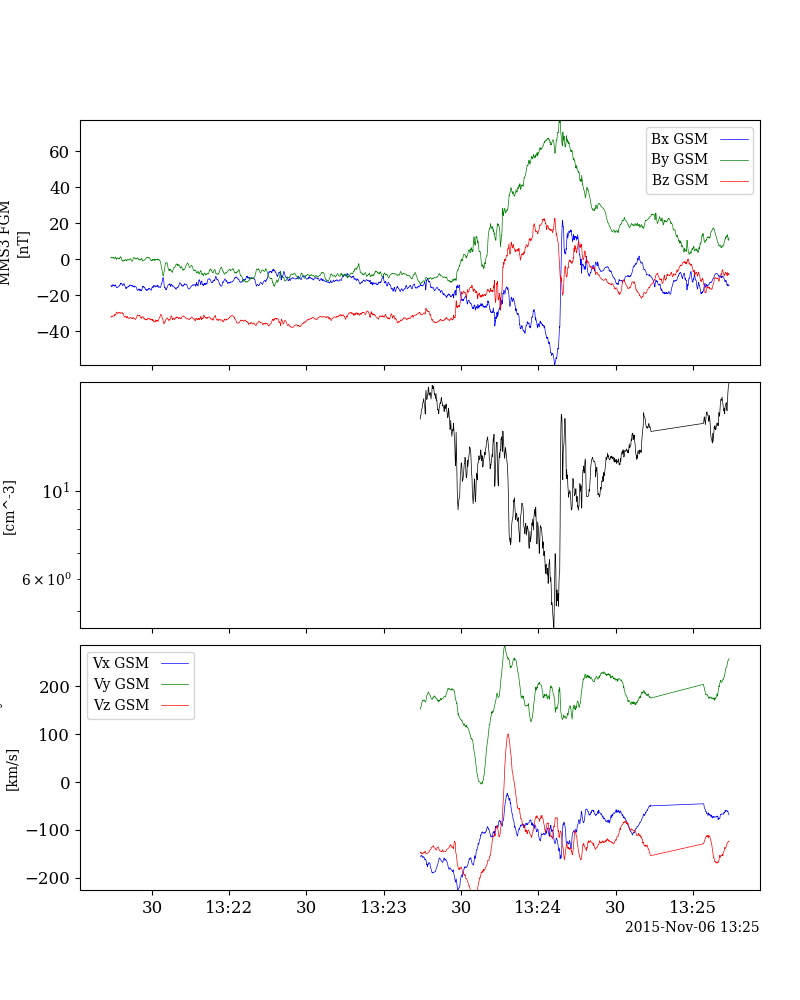 60
40
20
0
−20
−40
MMS3 FGM
[nT]
Bx GSM
By GSM
Bz GSM
10^1
6 × 10^0
[cm^-3]
200
100
0
−100
−200
[km/s]
Vx GSM
Vy GSM
Vz GSM
30 13:22 30 13:23 30 13:24 30 13:25
2015-Nov-06 13:25